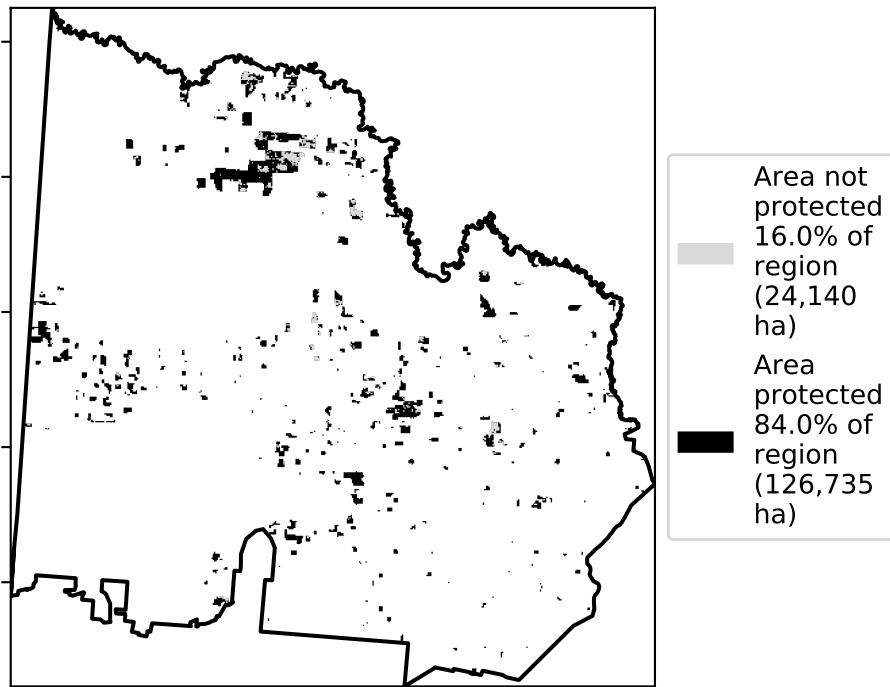 Area not
protected
16.0% of
region
(24,140
ha)
Area
protected
84.0% of
region
(126,735
ha)